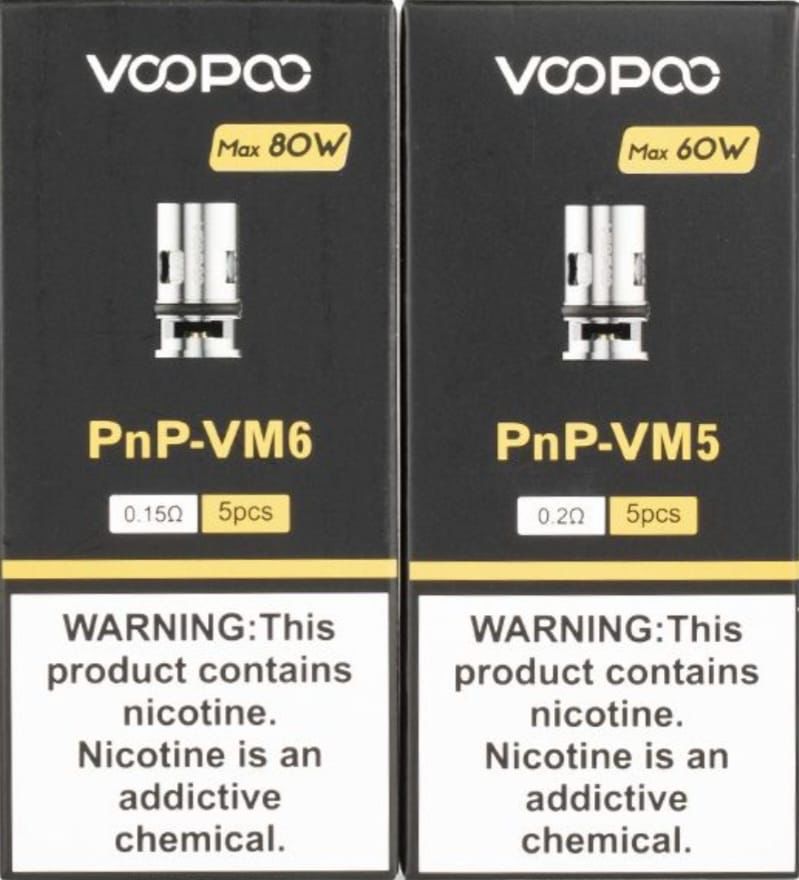 VOOPOO
Max 80W
PnP-VM6
0.15Ω 5pcs
WARNING:This
product contains
nicotine.
Nicotine is an
addictive
chemical.
VOOPOO
Max 60W
PnP-VM5
0.2Ω 5pcs
WARNING:This
product contains
nicotine.
Nicotine is an
addictive
chemical.